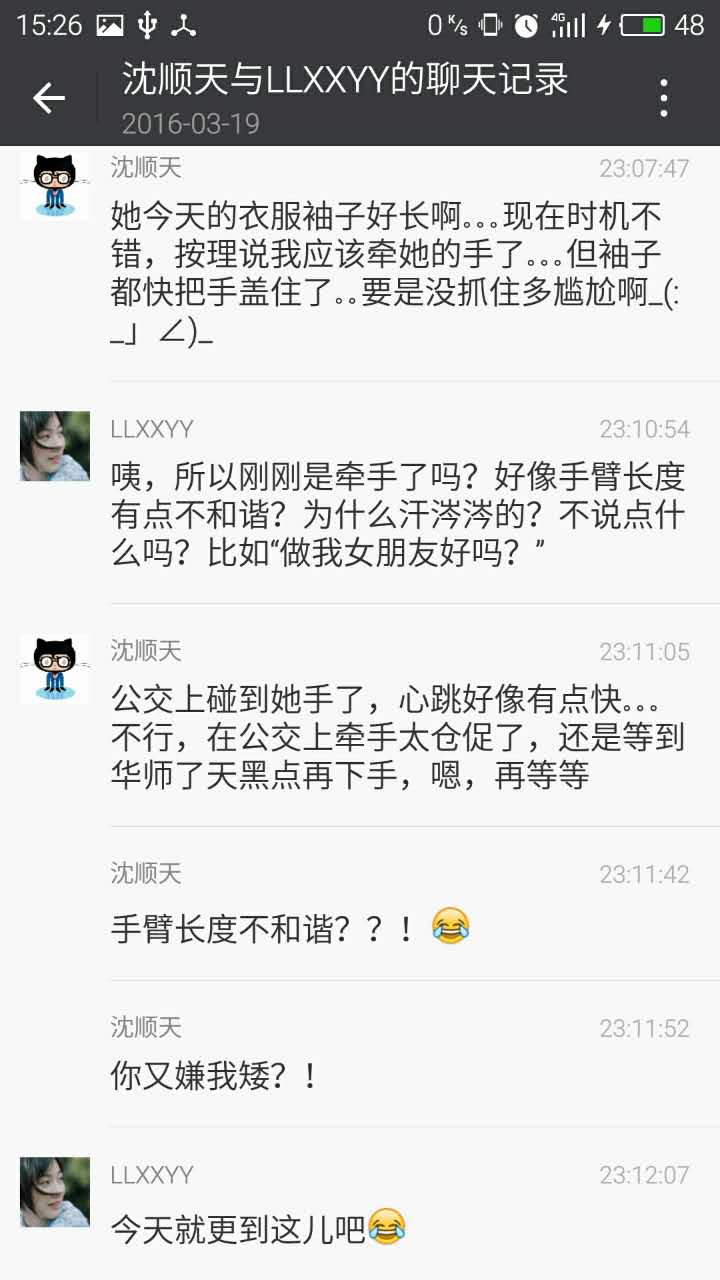 15:26
0 K/s
4G
48
沈顺天与LLXXYY的聊天记录
2016-03-19
沈顺天
23:07:47
她今天的衣服袖子好长啊。。。现在时机不
错，按理说我应该牵她的手了。。。但袖子
都快把手盖住了。。要是没抓住多尴尬啊_(:
_」∠)_
LLXXYY
23:10:54
咦，所以刚刚是牵手了吗？好像手臂长度
有点不和谐？为什么汗涔涔的？不说点什
么吗？比如“做我女朋友好吗？”
沈顺天
23:11:05
公交上碰到她手了，心跳好像有点快。。。
不行，在公交上牵手太仓促了，还是等到
华师了天黑点再下手，嗯，再等等
沈顺天
23:11:42
手臂长度不和谐？？！😂
沈顺天
23:11:52
你又嫌我矮？！
LLXXYY
23:12:07
今天就更到这儿吧😂